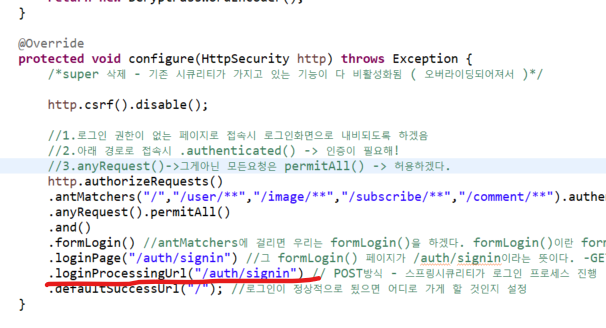 }
@Override
protected void configure(HttpSecurity http) throws Exception {
/*super 삭제 - 기존 시큐리티가 가지고 있는 기능이 다 비활성화됨 ( 오버라이딩되어져서 )*/
http.csrf().disable();
//1.로그인 권한이 없는 페이지로 접속시 로그인화면으로 내비되도록 하겠음
//2.아래 경로로 접속시 .authenticated() -> 인증이 필요해!
//3.anyRequest()->그게아닌 모든요청은 permitAll() -> 허용하겠다.
http.authorizeRequests()
.antMatchers("/","/user/**","/image/**","/subscribe/**","/comment/**").authe
.anyRequest().permitAll()
.and()
.formLogin() //antMatchers에 걸리면 우리는 formLogin()을 하겠다. formLogin()이란 form
.loginPage("/auth/signin") //그 formLogin() 페이지가 /auth/signin이라는 뜻이다. -GE
.loginProcessingUrl("/auth/signin") // POST방식 - 스프링시큐리티가 로그인 프로세스 진행
.defaultSuccessUrl("/"); //로그인이 정상적으로 됬으면 어디로 가게 할 것인지 설정
}